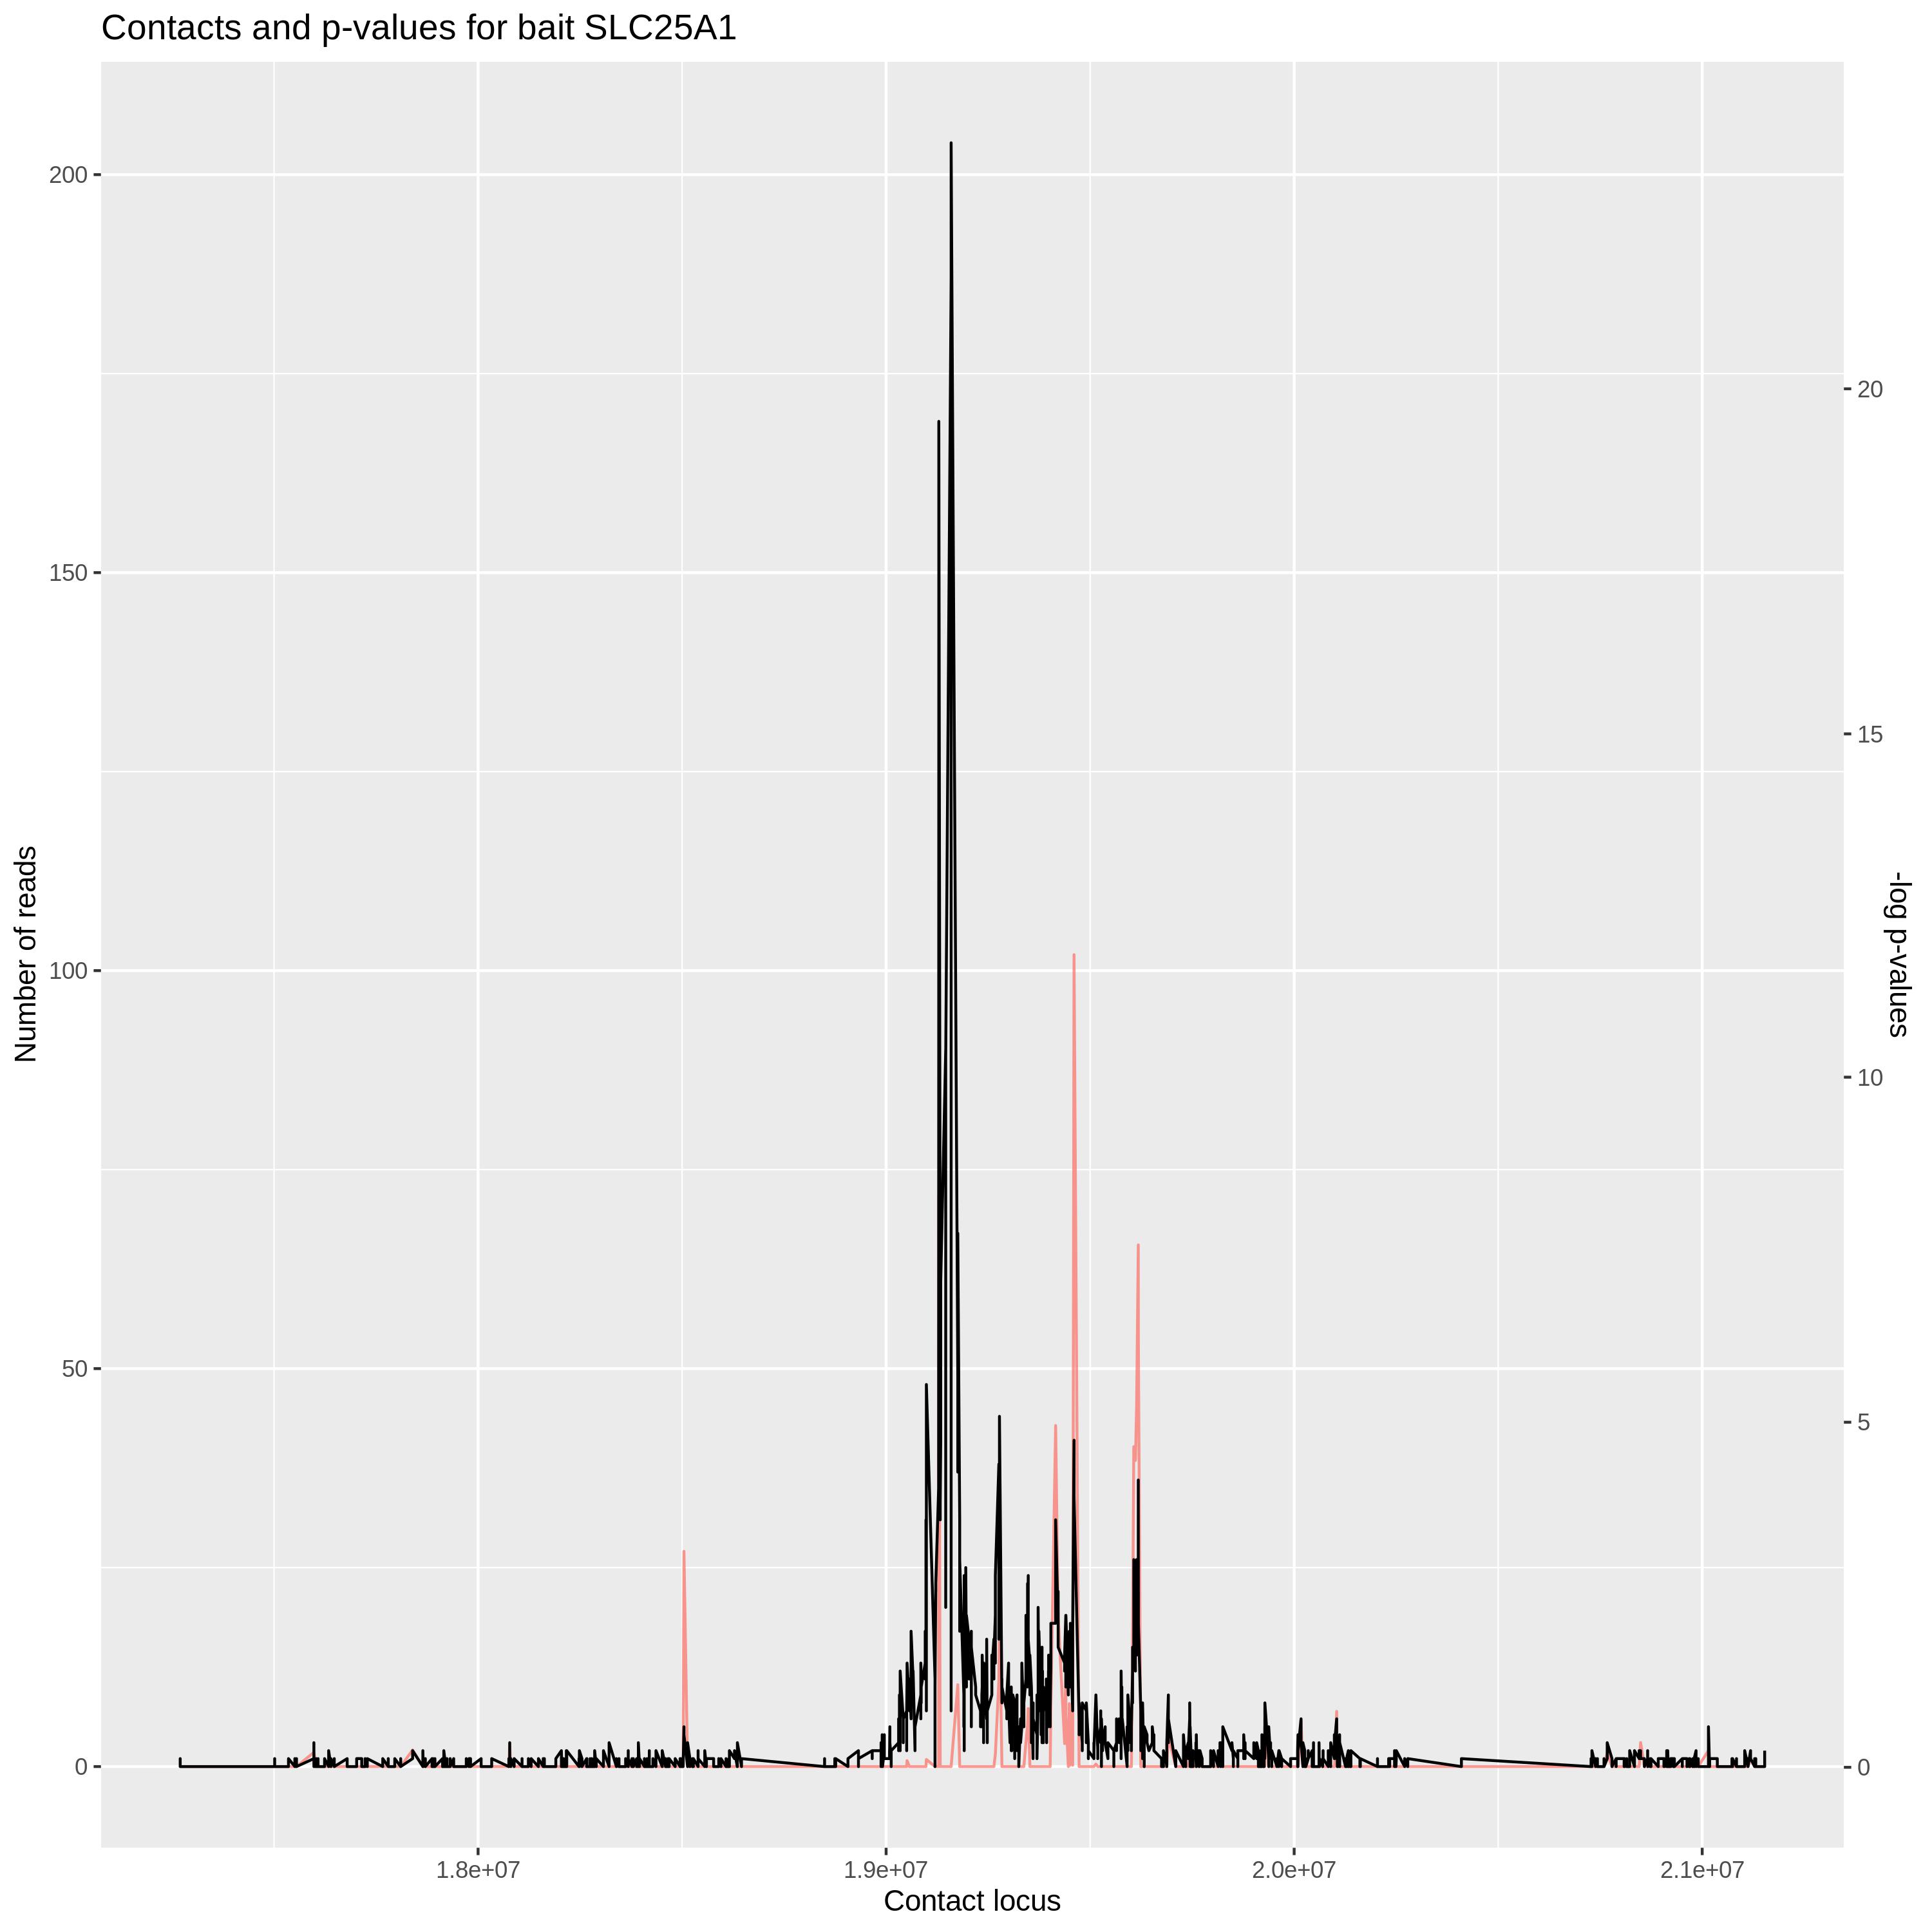 Contacts and p-values for bait SLC25A1
200
150
100
50
0
Number of reads
20
15
10
5
0
-log p-values
1.8e+07
1.9e+07
2.0e+07
2.1e+07
Contact locus